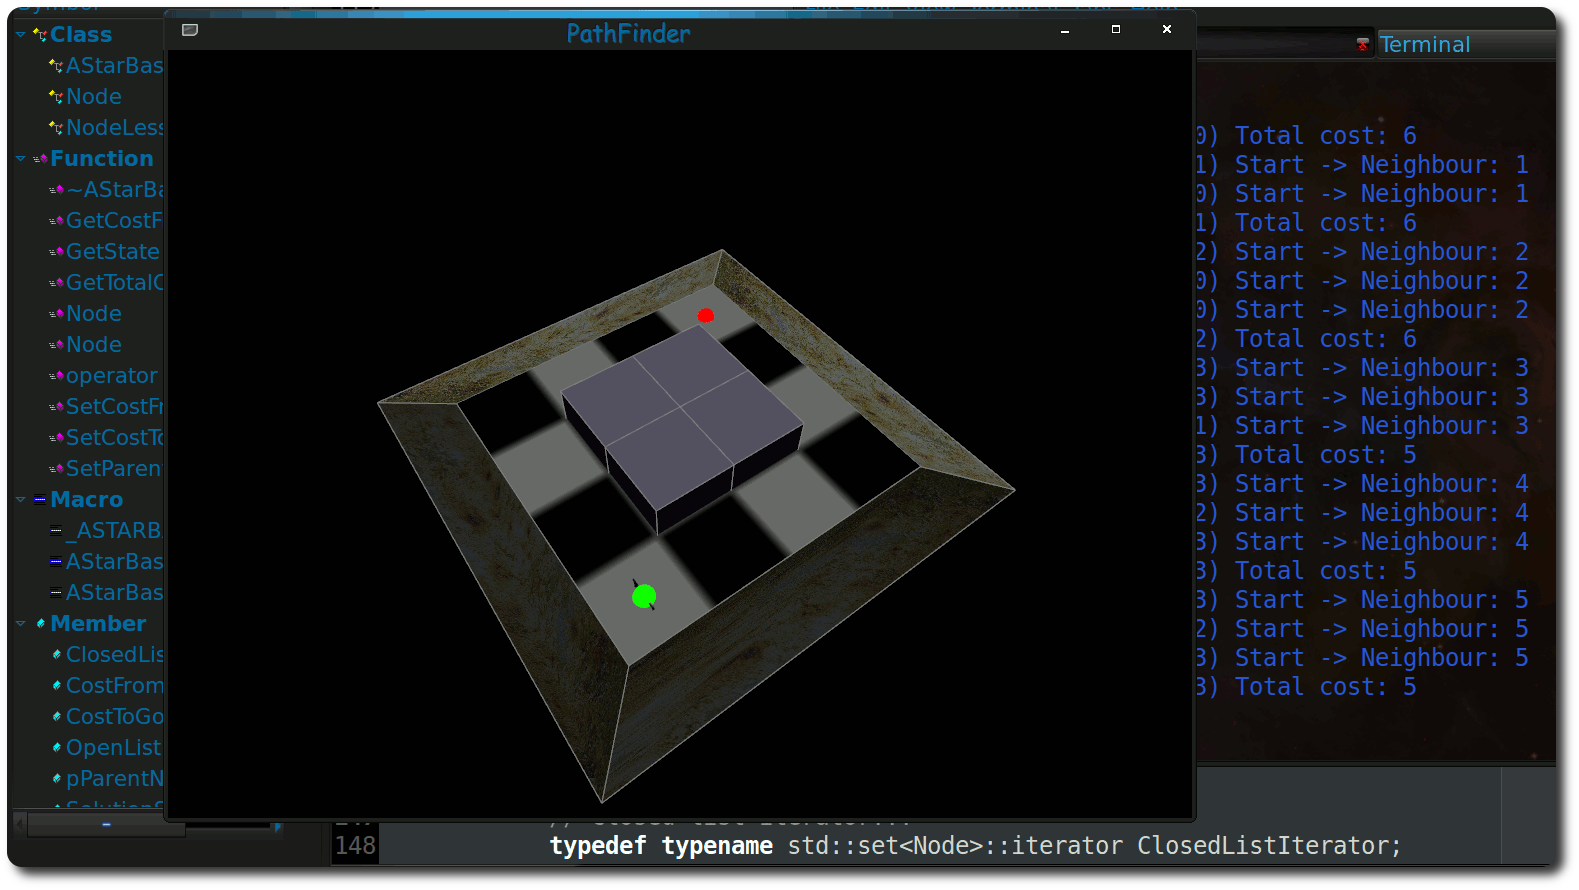 Symbol
Class
AStarBas
Node
NodeLess
Function
~AStarBa
GetCostF
GetState
GetTotalC
Node
Node
operator
SetCostFr
SetCostTo
SetParen
Macro
_ASTARB
AStarBas
AStarBas
Member
ClosedLis
CostFrom
CostToGo
OpenList
pParentN
PathFinder
Terminal
0) Total cost: 6
1) Start -> Neighbour: 1
0) Start -> Neighbour: 1
1) Total cost: 6
2) Start -> Neighbour: 2
0) Start -> Neighbour: 2
0) Start -> Neighbour: 2
2) Total cost: 6
3) Start -> Neighbour: 3
3) Start -> Neighbour: 3
1) Start -> Neighbour: 3
3) Total cost: 5
3) Start -> Neighbour: 4
2) Start -> Neighbour: 4
3) Start -> Neighbour: 4
3) Total cost: 5
3) Start -> Neighbour: 5
2) Start -> Neighbour: 5
3) Start -> Neighbour: 5
3) Total cost: 5
148 typedef typename std::set<Node>::iterator ClosedListIterator;